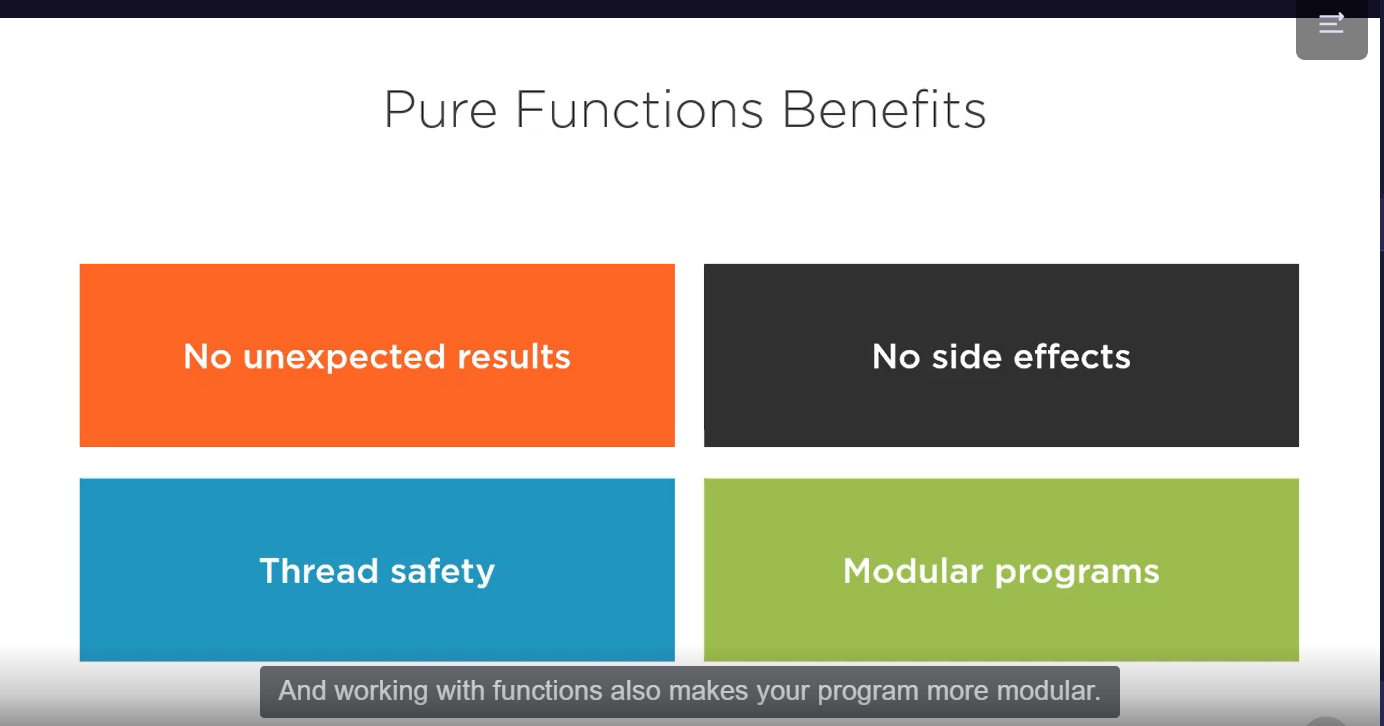 Pure Functions Benefits
No unexpected results
No side effects
Thread safety
Modular programs
And working with functions also makes your program more modular.